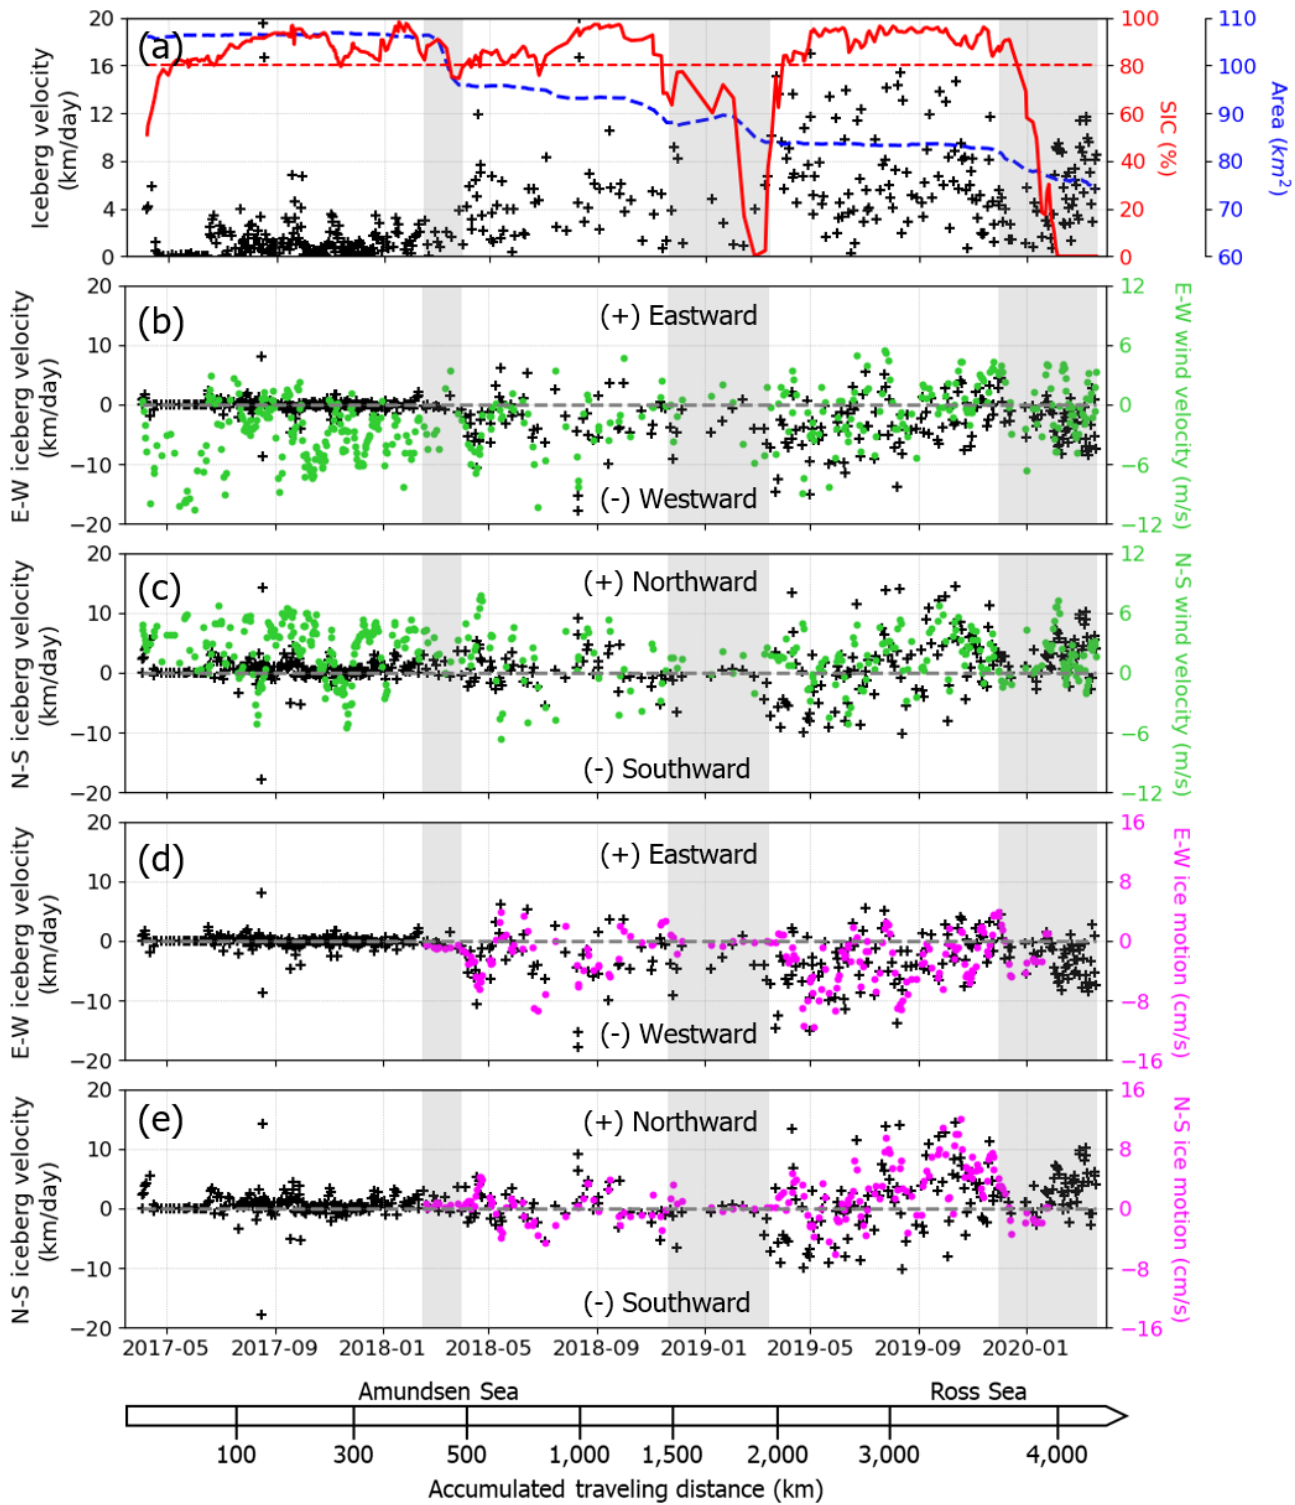 (a)
Iceberg velocity
(km/day)
20
16
12
8
4
0
100
80
60
40
20
0
SIC (%)
110
100
90
80
70
60
Area (km²)
(b)
E-W iceberg velocity
(km/day)
20
10
0
−10
−20
(+) Eastward
(-) Westward
12
6
0
−6
−12
E-W wind velocity (m/s)
(c)
N-S iceberg velocity
(km/day)
20
10
0
−10
−20
(+) Northward
(-) Southward
12
6
0
−6
−12
N-S wind velocity (m/s)
(d)
E-W iceberg velocity
(km/day)
20
10
0
−10
−20
(+) Eastward
(-) Westward
16
8
0
−8
−16
E-W ice motion (cm/s)
(e)
N-S iceberg velocity
(km/day)
20
10
0
−10
−20
(+) Northward
(-) Southward
16
8
0
−8
−16
N-S ice motion (cm/s)
2017-05 2017-09 2018-01 2018-05 2018-09 2019-01 2019-05 2019-09 2020-01
Amundsen Sea Ross Sea
100 300 500 1,000 1,500 2,000 3,000 4,000
Accumulated traveling distance (km)